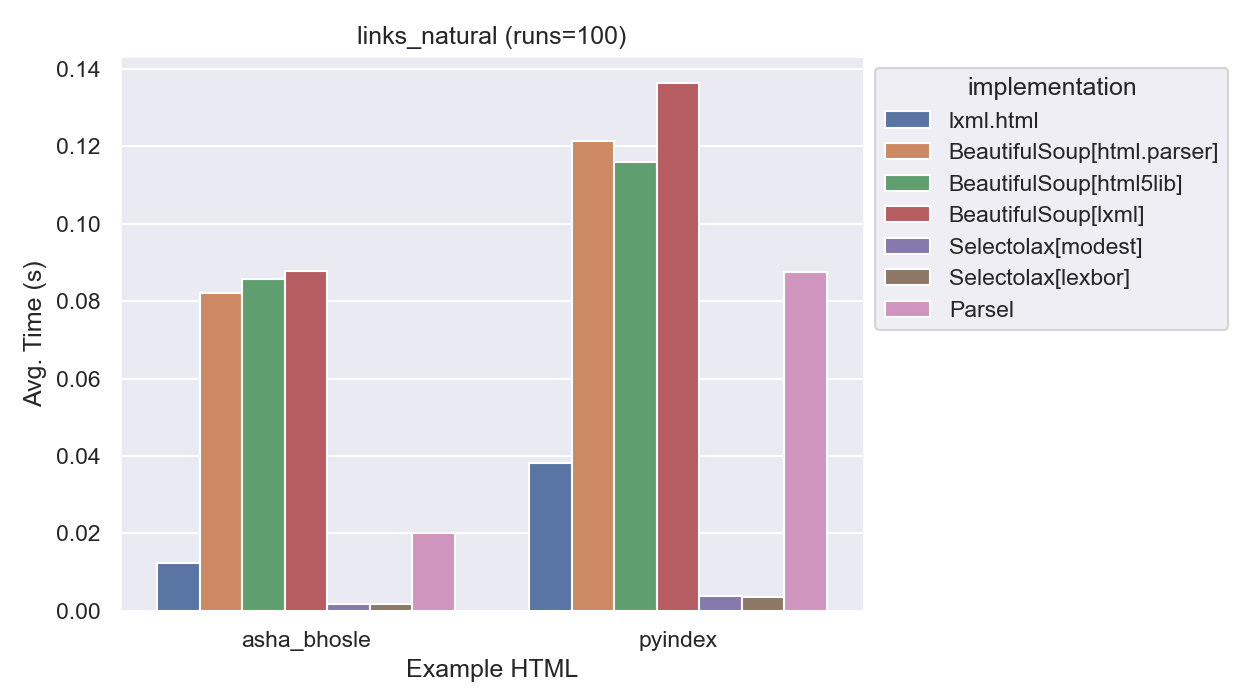 links_natural (runs=100)
0.14
0.12
0.10
0.08
0.06
0.04
0.02
0.00
Avg. Time (s)
asha_bhosle
pyindex
Example HTML
implementation
lxml.html
BeautifulSoup[html.parser]
BeautifulSoup[html5lib]
BeautifulSoup[lxml]
Selectolax[modest]
Selectolax[lexbor]
Parsel